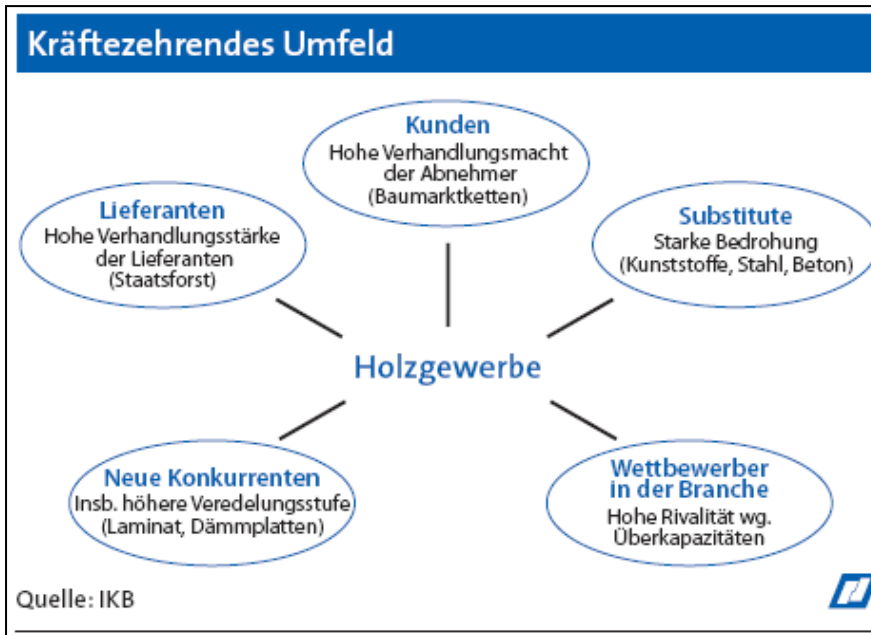 Kräftezehrendes Umfeld
Kunden
Hohe Verhandlungsmacht
der Abnehmer
(Baumarktketten)
Lieferanten
Hohe Verhandlungsstärke
der Lieferanten
(Staatsforst)
Substitute
Starke Bedrohung
(Kunststoffe, Stahl, Beton)
Holzgewerbe
Neue Konkurrenten
Insb. höhere Veredelungsstufe
(Laminat, Dämmplatten)
Wettbewerber
in der Branche
Hohe Rivalität wg.
Überkapazitäten
Quelle: IKB